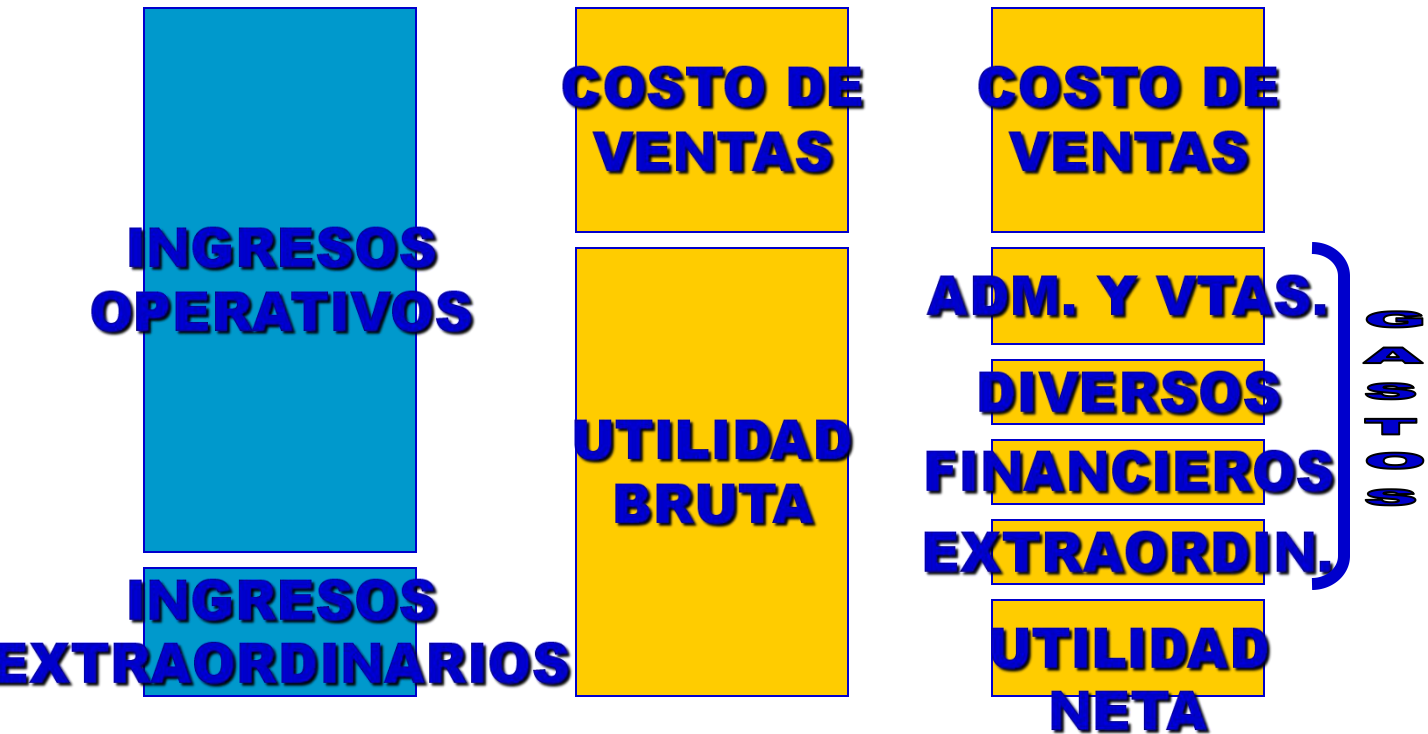 INGRESOS
OPERATIVOS
INGRESOS
EXTRAORDINARIOS
COSTO DE
VENTAS
UTILIDAD
BRUTA
COSTO DE
VENTAS
ADM. Y VTAS.
DIVERSOS
FINANCIEROS
EXTRAORDIN.
UTILIDAD
NETA
GASTOS